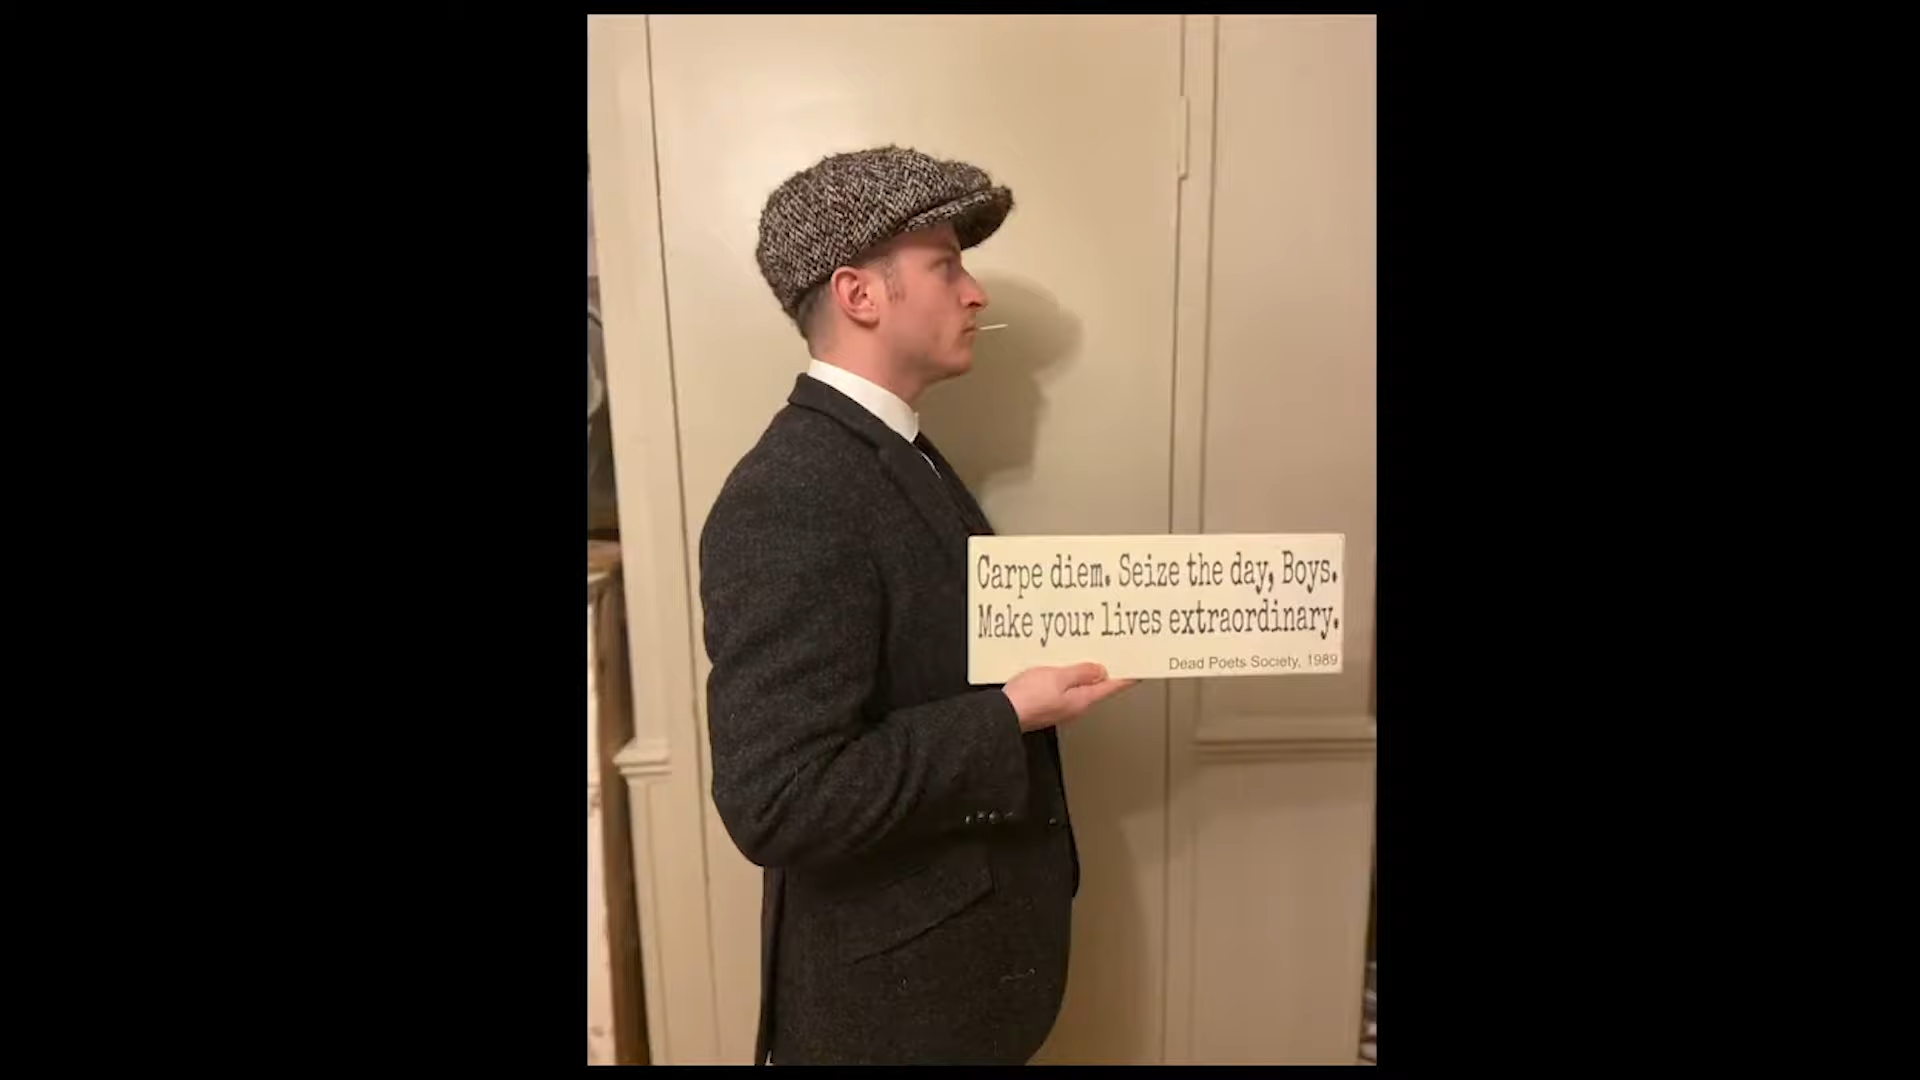 Carpe diem. Seize the day, Boys.
Make your lives extraordinary.
Dead Poets Society, 1989